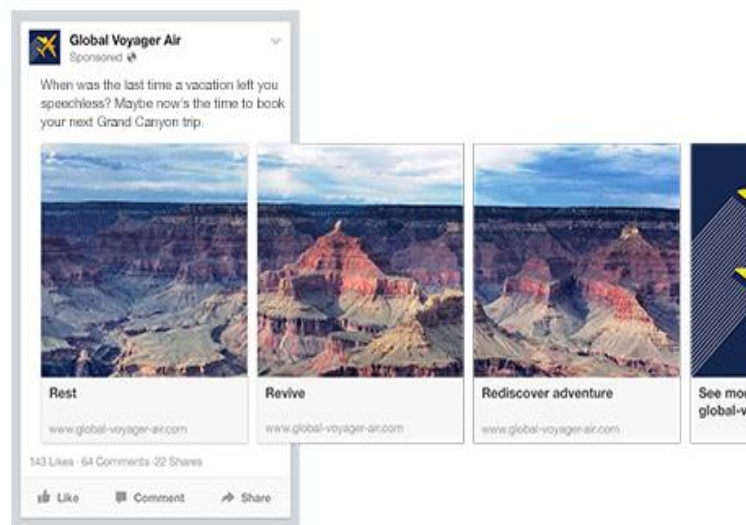 Global Voyager Air
Sponsored
When was the last time a vacation left you
speechless? Maybe now's the time to book
your next Grand Canyon trip.
Rest
www.global-voyager-air.com
Revive
www.global-voyager-air.com
Rediscover adventure
www.global-voyager-air.com
See mo
global-v
143 Likes · 64 Comments · 22 Shares
Like
Comment
Share